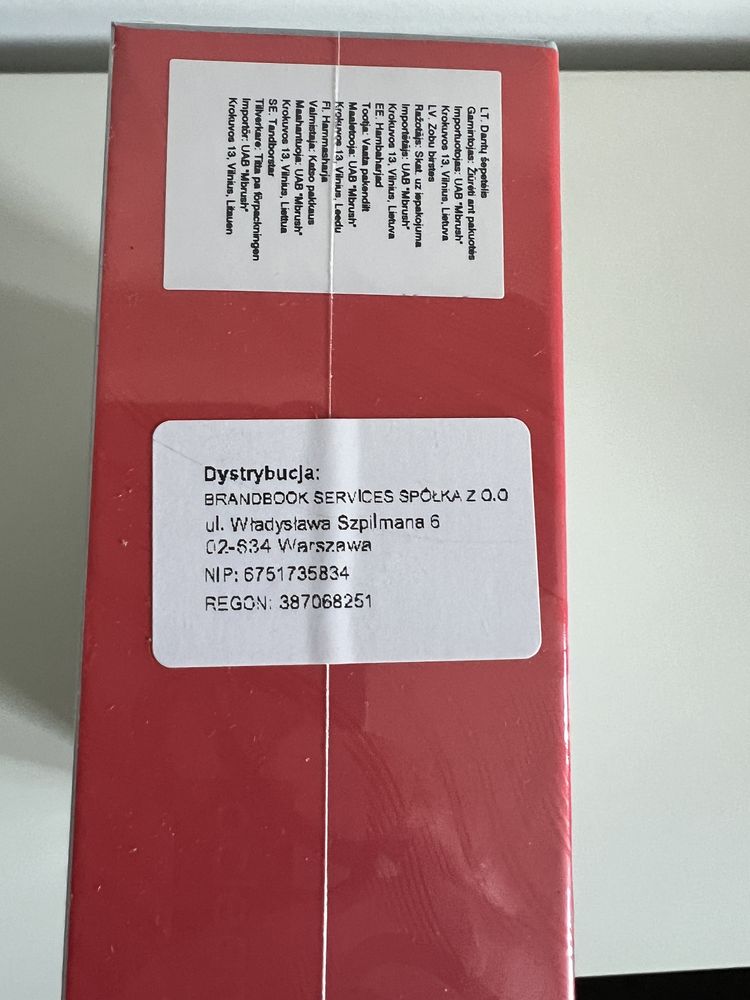 LT. Dantų šepetėlis
Gamintojas: Žiūrėti ant pakuotės
Importuotojas: UAB "Mbrush"
Krokuvos 13, Vilnius, Lietuva
LV. Zobu birstes
Ražotājs: Skat. uz iepakojuma
Importētājs: UAB "Mbrush"
Krokuvos 13, Vilnius, Lietuva
EE. Hambaharjad
Tootja: Vaata pakendilt
Maaletooja: UAB "Mbrush"
Krokuvos 13, Vilnius, Leedu
FI. Hammasharja
Valmistaja: Katso pakkaus
Maahantuoja: UAB "Mbrush"
Krokuvos 13, Vilnius, Liettua
SE. Tandborstar
Tillverkare: Titta pa förpackningen
Importör: UAB "Mbrush"
Krokuvos 13, Vilnius, Litauen
Dystrybucja:
BRANDBOOK SERVICES SPÓŁKA Z O.O
ul. Władysława Szpilmana 6
02-634 Warszawa
NIP: 6751735834
REGON: 387068251